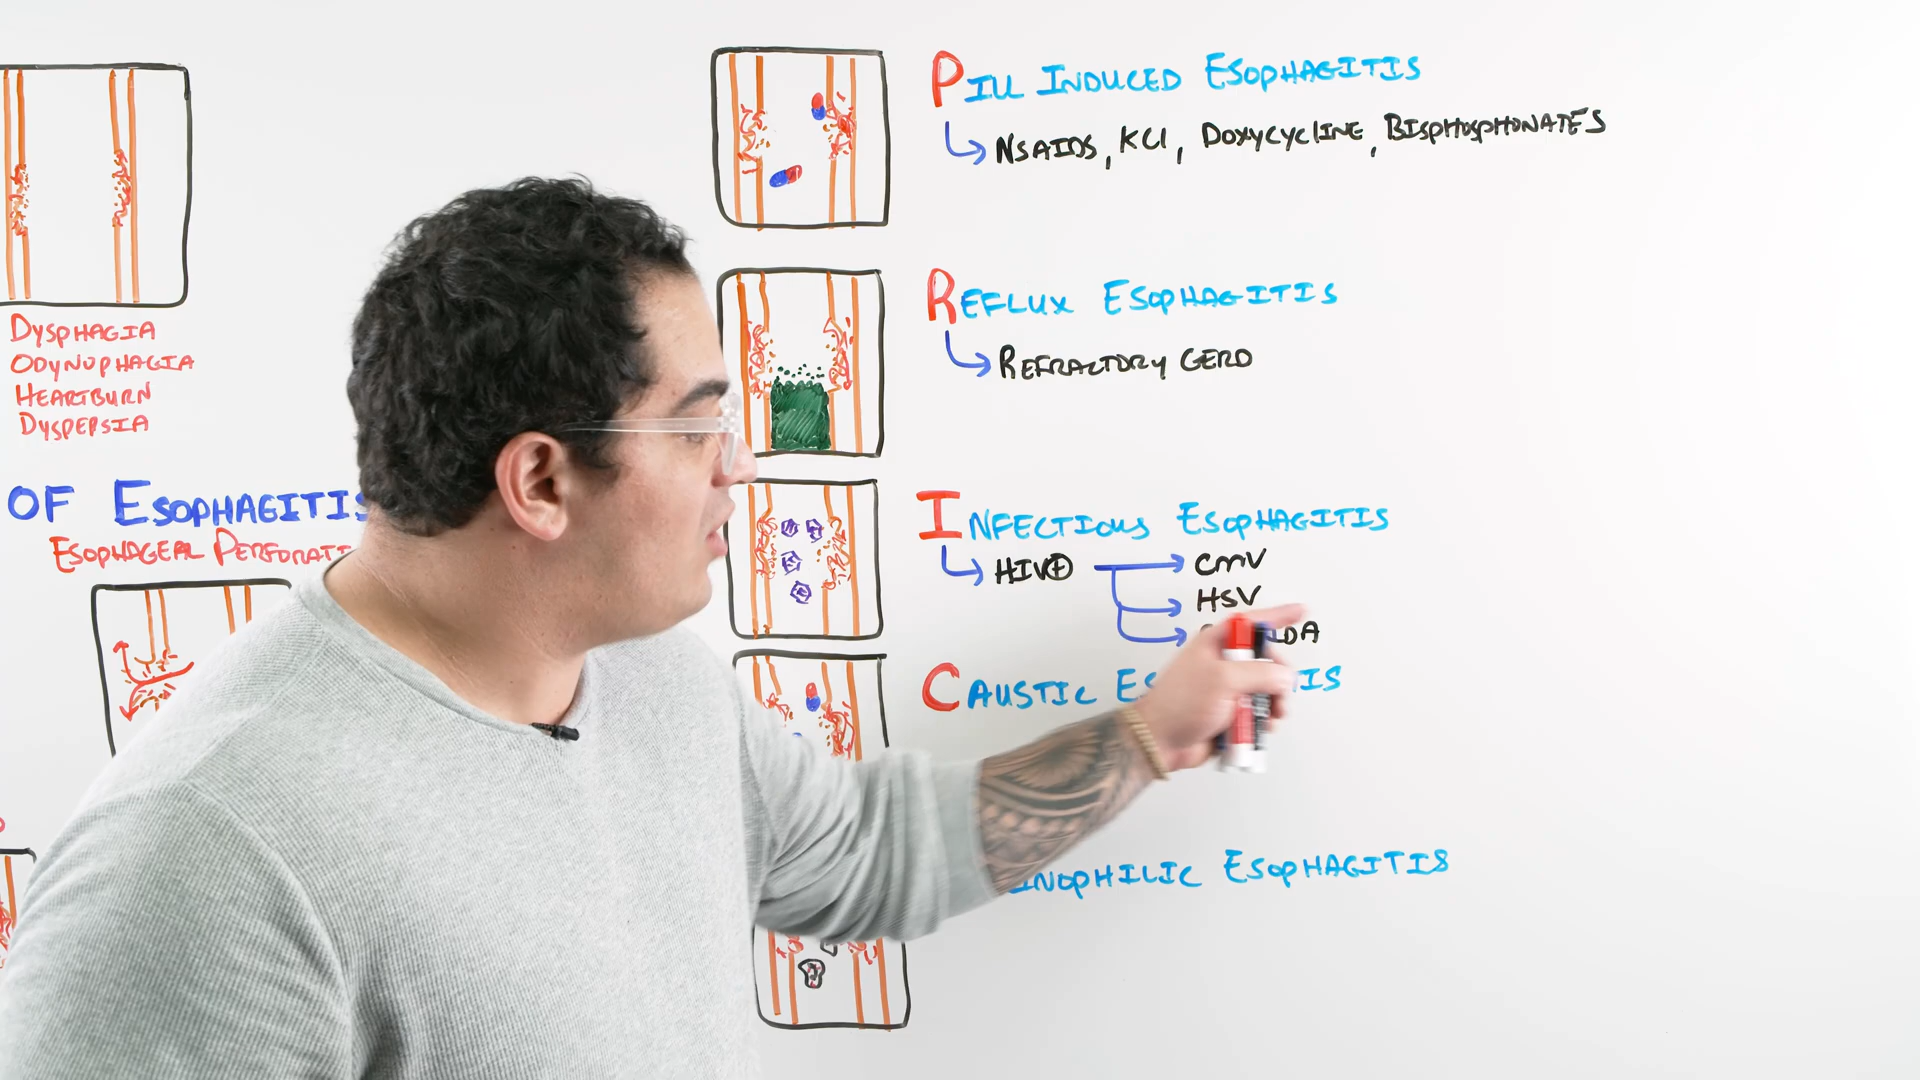 PILL INDUCED ESOPHAGITIS
NSAIDS, KCl, DOXYCYCLINE, BISPHOSPHONATES
REFLUX ESOPHAGITIS
REFRACTORY GERD
DYSPHAGIA
ODYNOPHAGIA
HEARTBURN
DYSPEPSIA
OF ESOPHAGITIS
ESOPHAGEAL
INFECTIOUS ESOPHAGITIS
HIV+
CMV
HSV
CAUSTIC
ESOPHAGITIS